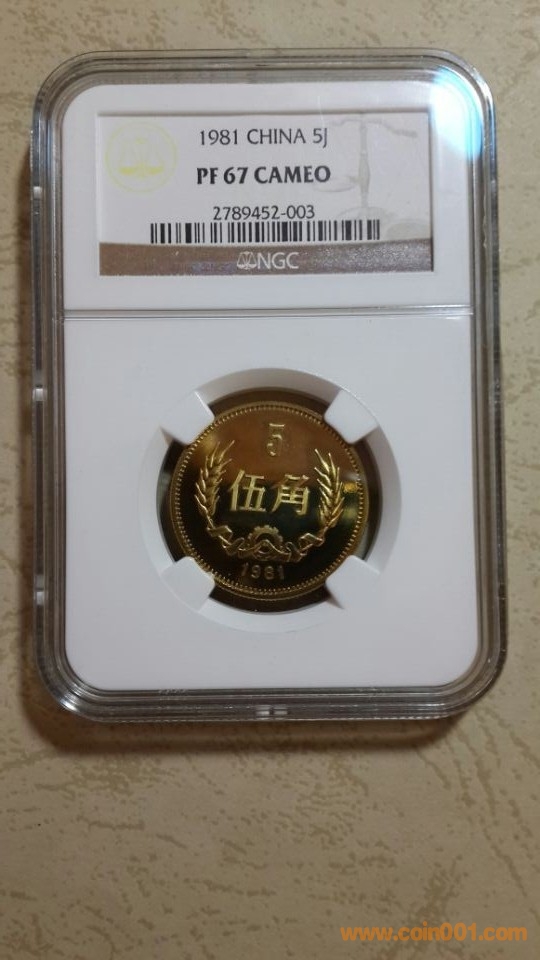 1981 CHINA 5J
PF 67 CAMEO
2789452-003
NGC
5
伍角
1981
www.coin001.com